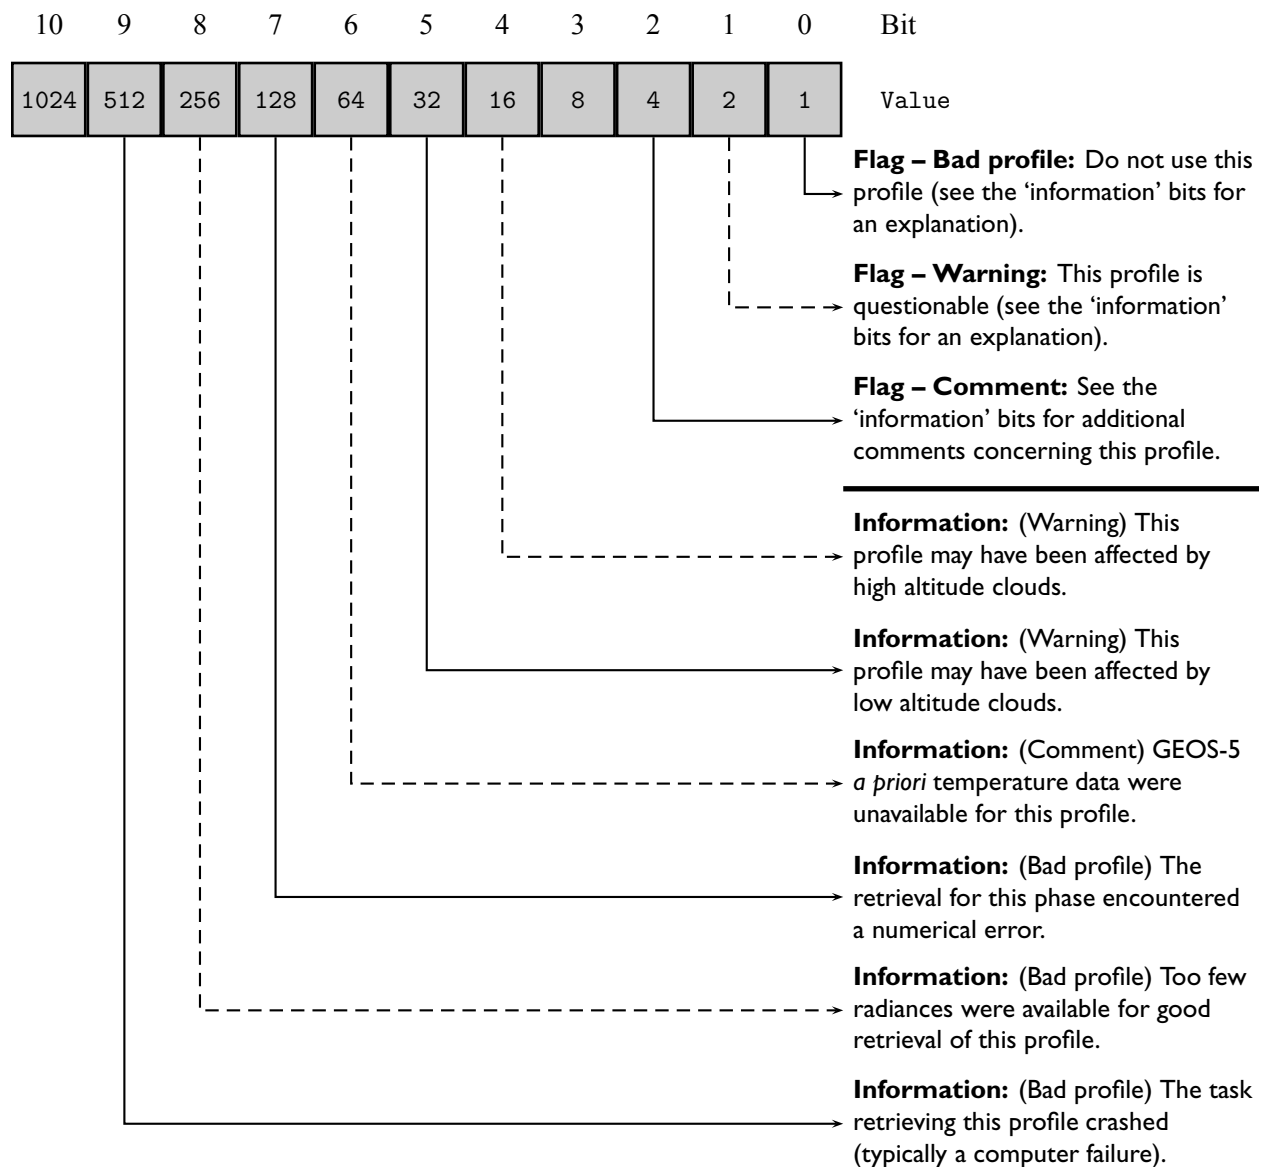 10 9 8 7 6 5 4 3 2 1 0 Bit
1024 512 256 128 64 32 16 8 4 2 1 Value
Flag – Bad profile: Do not use this
profile (see the ‘information’ bits for
an explanation).
Flag – Warning: This profile is
questionable (see the ‘information’
bits for an explanation).
Flag – Comment: See the
‘information’ bits for additional
comments concerning this profile.
Information: (Warning) This
profile may have been affected by
high altitude clouds.
Information: (Warning) This
profile may have been affected by
low altitude clouds.
Information: (Comment) GEOS-5
a priori temperature data were
unavailable for this profile.
Information: (Bad profile) The
retrieval for this phase encountered
a numerical error.
Information: (Bad profile) Too few
radiances were available for good
retrieval of this profile.
Information: (Bad profile) The task
retrieving this profile crashed
(typically a computer failure).